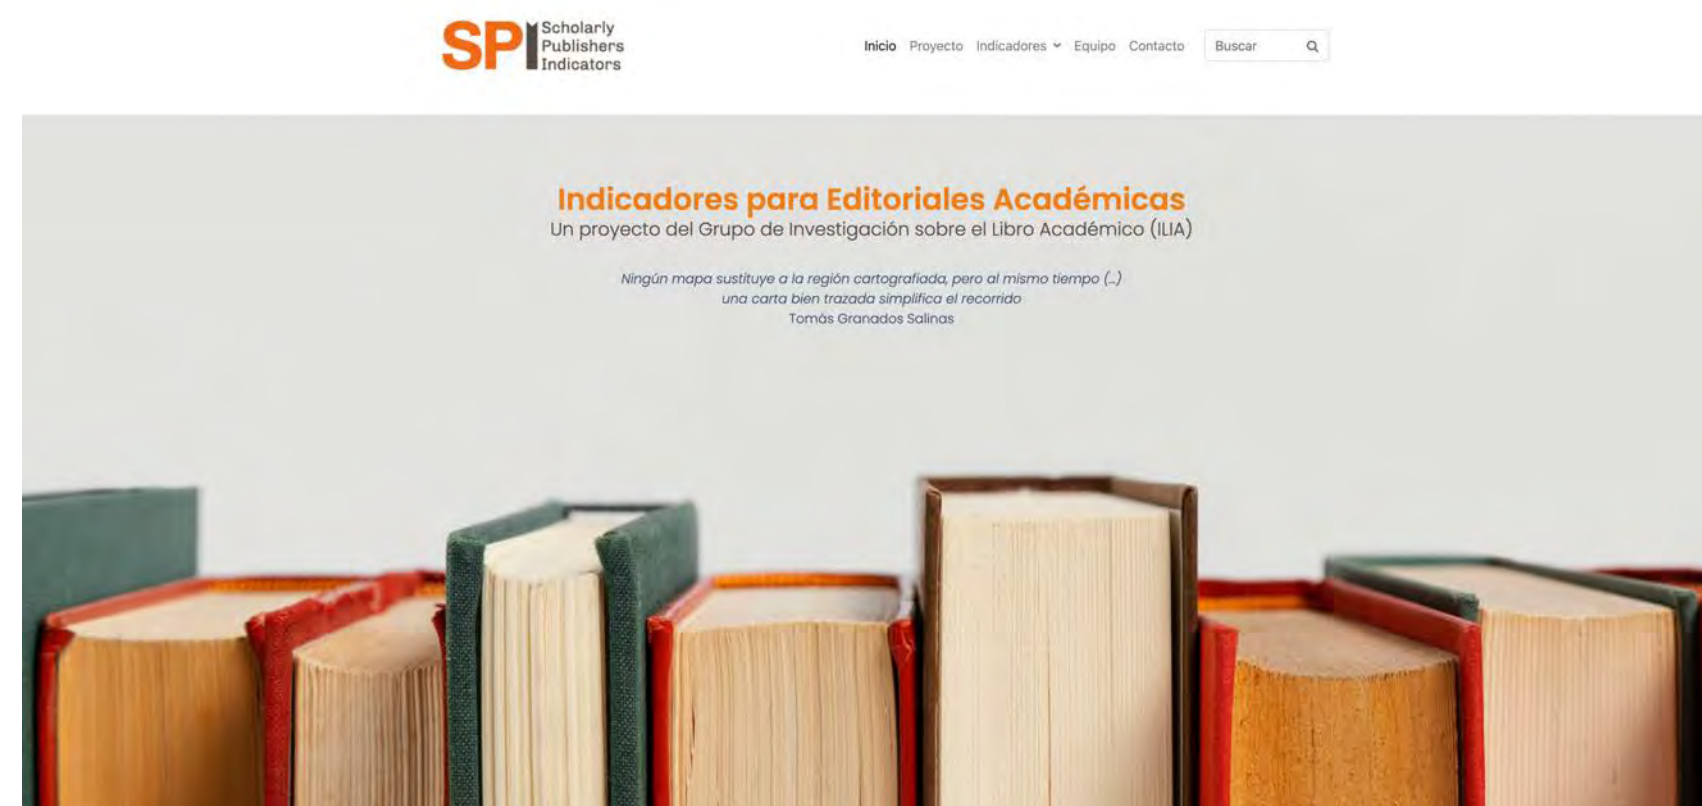 SPI Scholarly
Publishers
Indicators
Inicio Proyecto Indicadores Equipo Contacto Buscar
Indicadores para Editoriales Académicas
Un proyecto del Grupo de Investigación sobre el Libro Académico (ILIA)
Ningún mapa sustituye a la región cartografiada, pero al mismo tiempo (...)
una carta bien trazada simplifica el recorrido
Tomás Granados Salinas